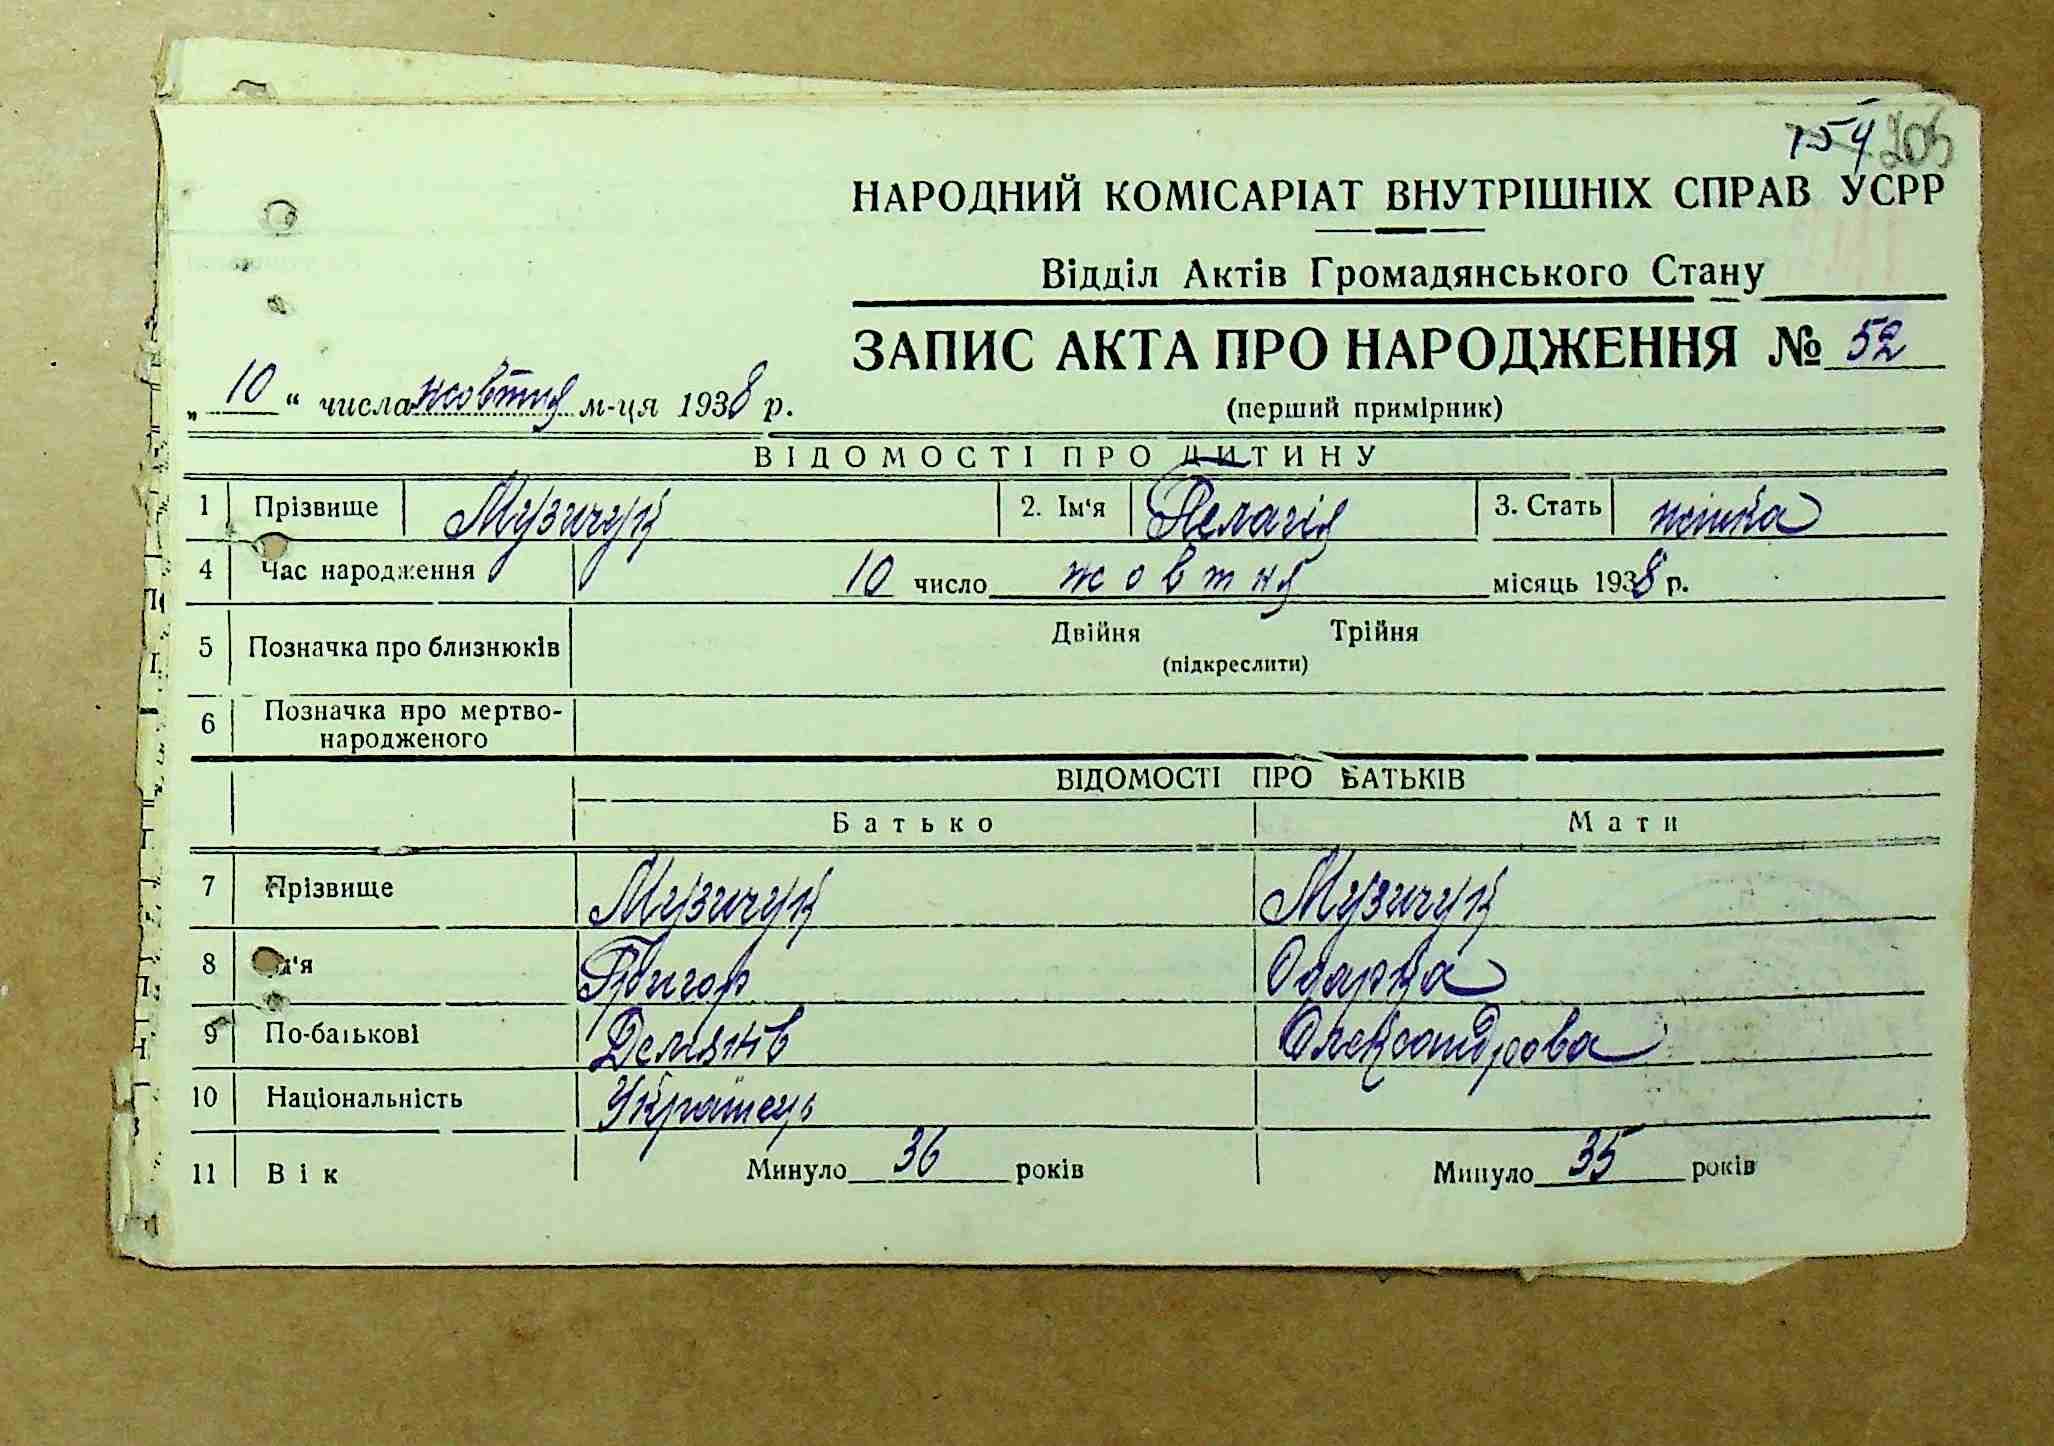 154 205
НАРОДНИЙ КОМІСАРІАТ ВНУТРІШНІХ СПРАВ УСРР
Відділ Актів Громадянського Стану
ЗАПИС АКТА ПРО НАРОДЖЕННЯ № 52
„ 10 “ числа жовтня м-ця 1938 р.
(перший примірник)
ВІДОМОСТІ ПРО ДИТИНУ
1 Прізвище Музичук 2. Ім'я Пелагія 3. Стать жінка
4 Час народження 10 число жовтня місяць 1938 р.
5 Позначка про близнюків Двійня Трійня
(підкреслити)
6 Позначка про мертво-
народженого
ВІДОМОСТІ ПРО БАТЬКІВ
Батько Мати
7 Прізвище Музичук Музичук
8 Ім'я Григор Одарка
9 По-батькові Демянів Олександрова
10 Національність Українець
11 Вік Минуло 36 років Минуло 35 років